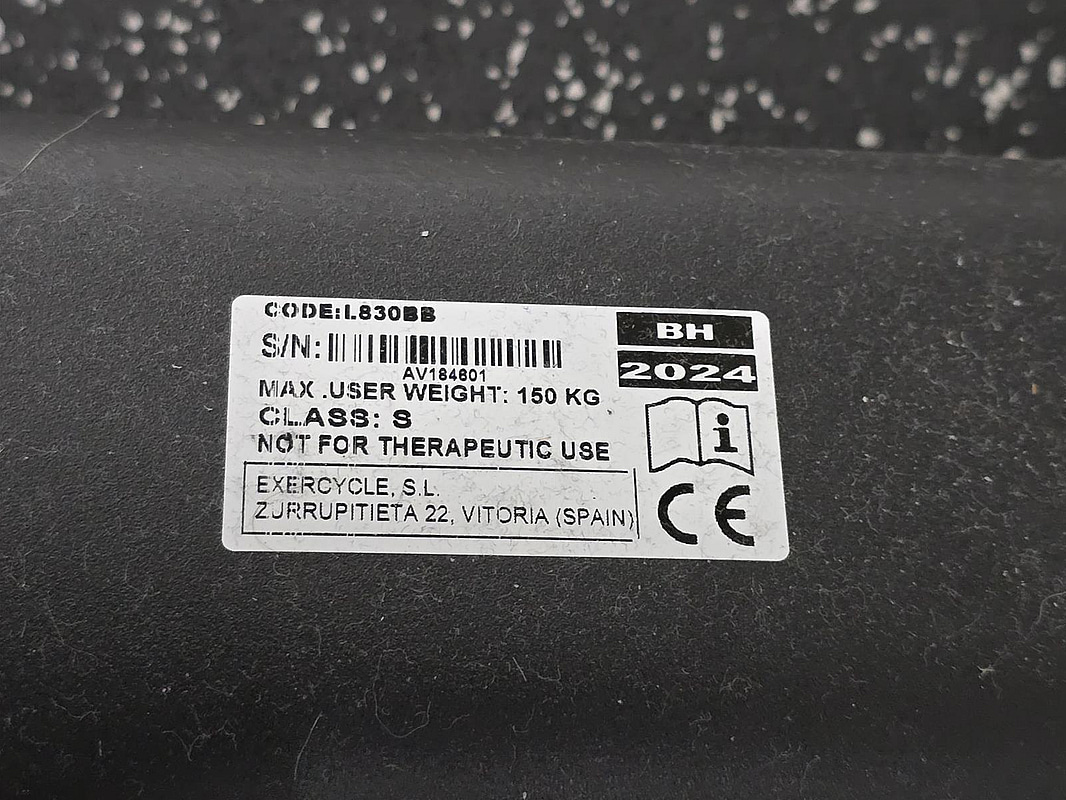 CODE:L830BB
S/N:
AV184601
MAX .USER WEIGHT: 150 KG
CLASS: S
NOT FOR THERAPEUTIC USE
EXERCYCLE, S.L.
ZURRUPITIETA 22, VITORIA (SPAIN)
BH
2024
i
CE